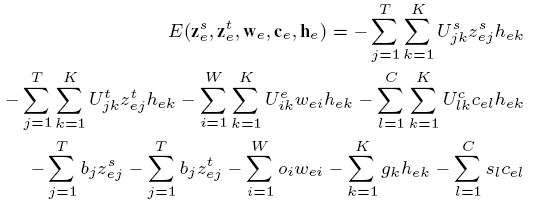 E(\mathbf{z}_e^s, \mathbf{z}_e^t, \mathbf{w}_e, \mathbf{c}_e, \mathbf{h}_e) = -\sum_{j=1}^{T}\sum_{k=1}^{K} U_{jk}^s z_{ej}^s h_{ek}
-\sum_{j=1}^{T}\sum_{k=1}^{K} U_{jk}^t z_{ej}^t h_{ek} - \sum_{i=1}^{W}\sum_{k=1}^{K} U_{ik}^e w_{ei} h_{ek} - \sum_{l=1}^{C}\sum_{k=1}^{K} U_{lk}^c c_{el} h_{ek}
-\sum_{j=1}^{T} b_j z_{ej}^s - \sum_{j=1}^{T} b_j z_{ej}^t - \sum_{i=1}^{W} o_i w_{ei} - \sum_{k=1}^{K} g_k h_{ek} - \sum_{l=1}^{C} s_l c_{el}